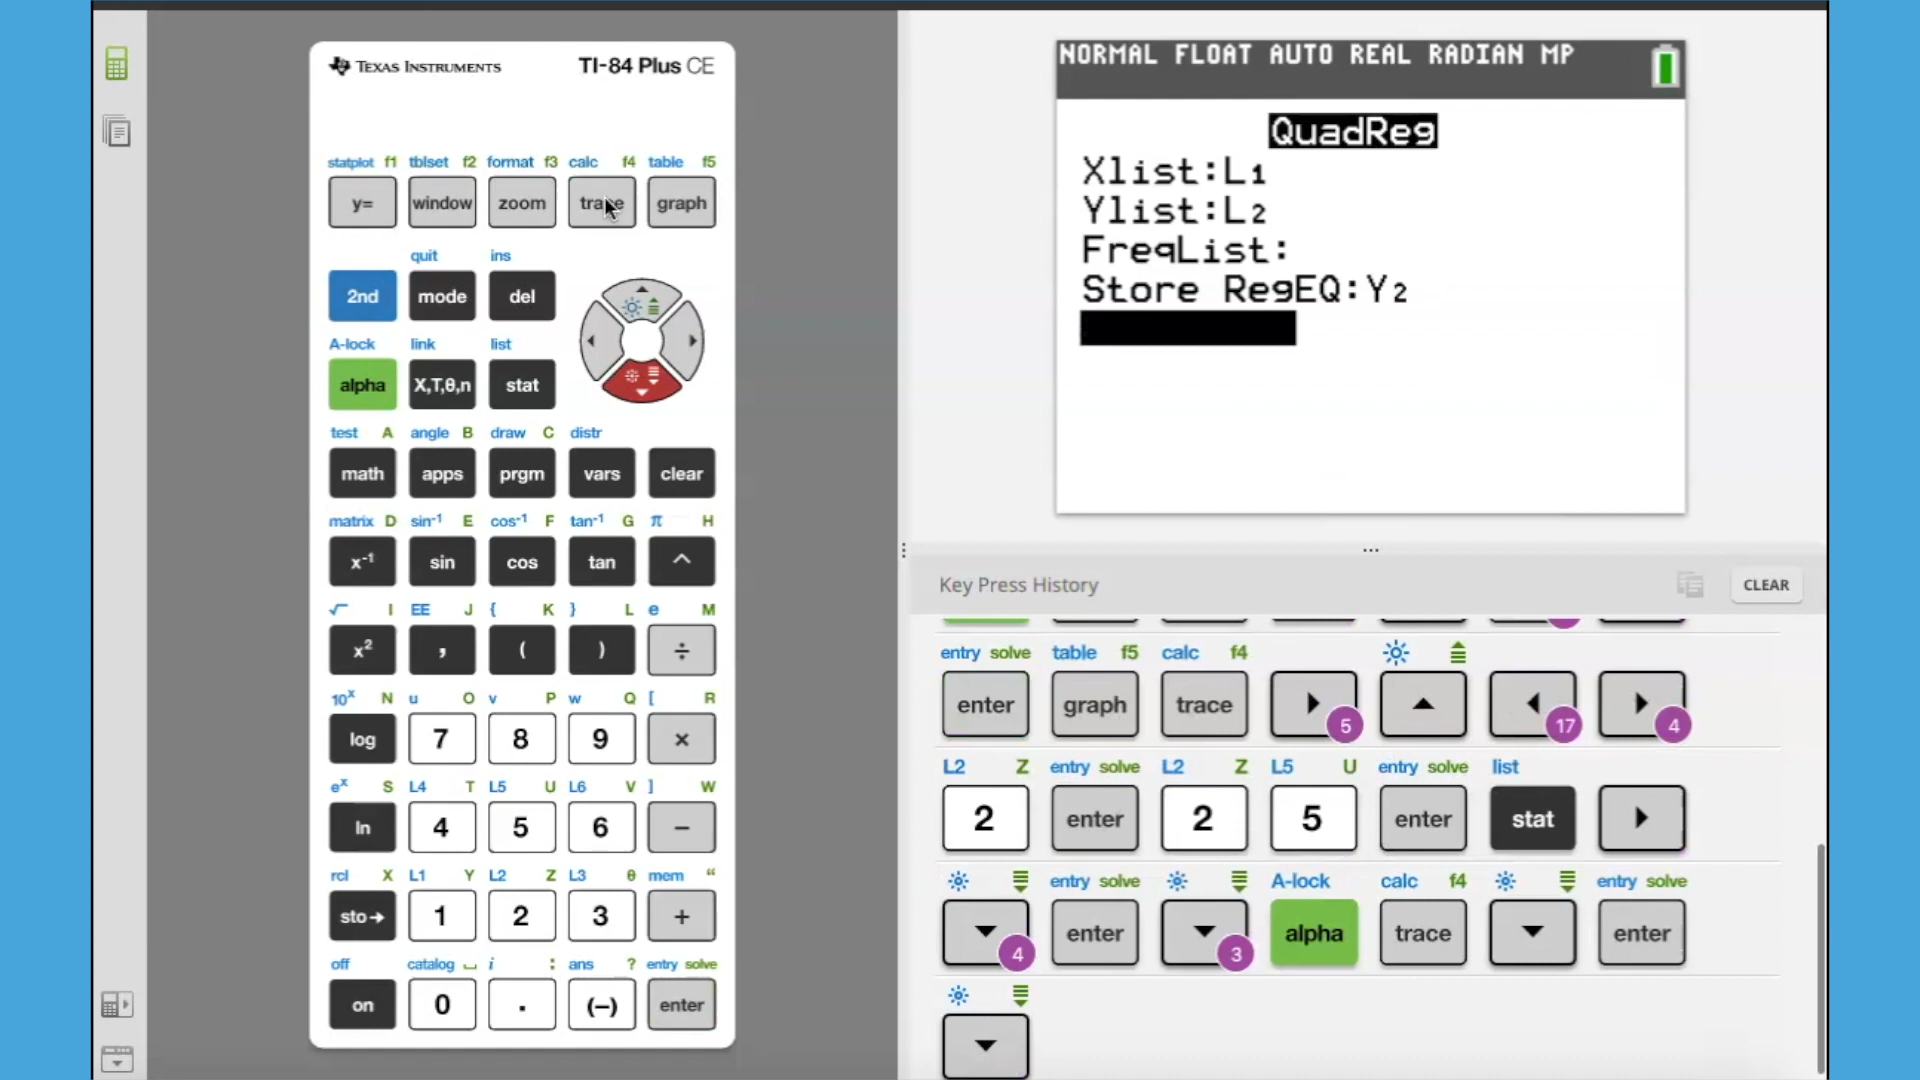 TEXAS INSTRUMENTS TI-84 Plus CE
statplot f1 tblset f2 format f3 calc f4 table f5
y= window zoom trace graph
quit ins
2nd mode del
A-lock link list
alpha X,T,θ,n stat
test A angle B draw C distr
math apps prgm vars clear
matrix D sin-1 E cos-1 F tan-1 G π H
x-1 sin cos tan ^
√ I EE J { K } L e M
x2 , ( ) ÷
10x N u O v P w Q [ R
log 7 8 9 ×
ex S L4 T L5 U L6 V ] W
ln 4 5 6 −
rcl X L1 Y L2 Z L3 θ mem “
sto→ 1 2 3 +
off catalog ⎵ i : ans ? entry solve
on 0 . (−) enter
NORMAL FLOAT AUTO REAL RADIAN MP
QuadReg
Xlist:L1
Ylist:L2
FreqList:
Store RegEQ:Y2
Key Press History CLEAR
entry solve table f5 calc f4
enter graph trace 5 17 4
L2 Z entry solve L2 Z L5 U entry solve list
2 enter 2 5 enter stat
entry solve A-lock calc f4 entry solve
4 enter 3 alpha trace enter